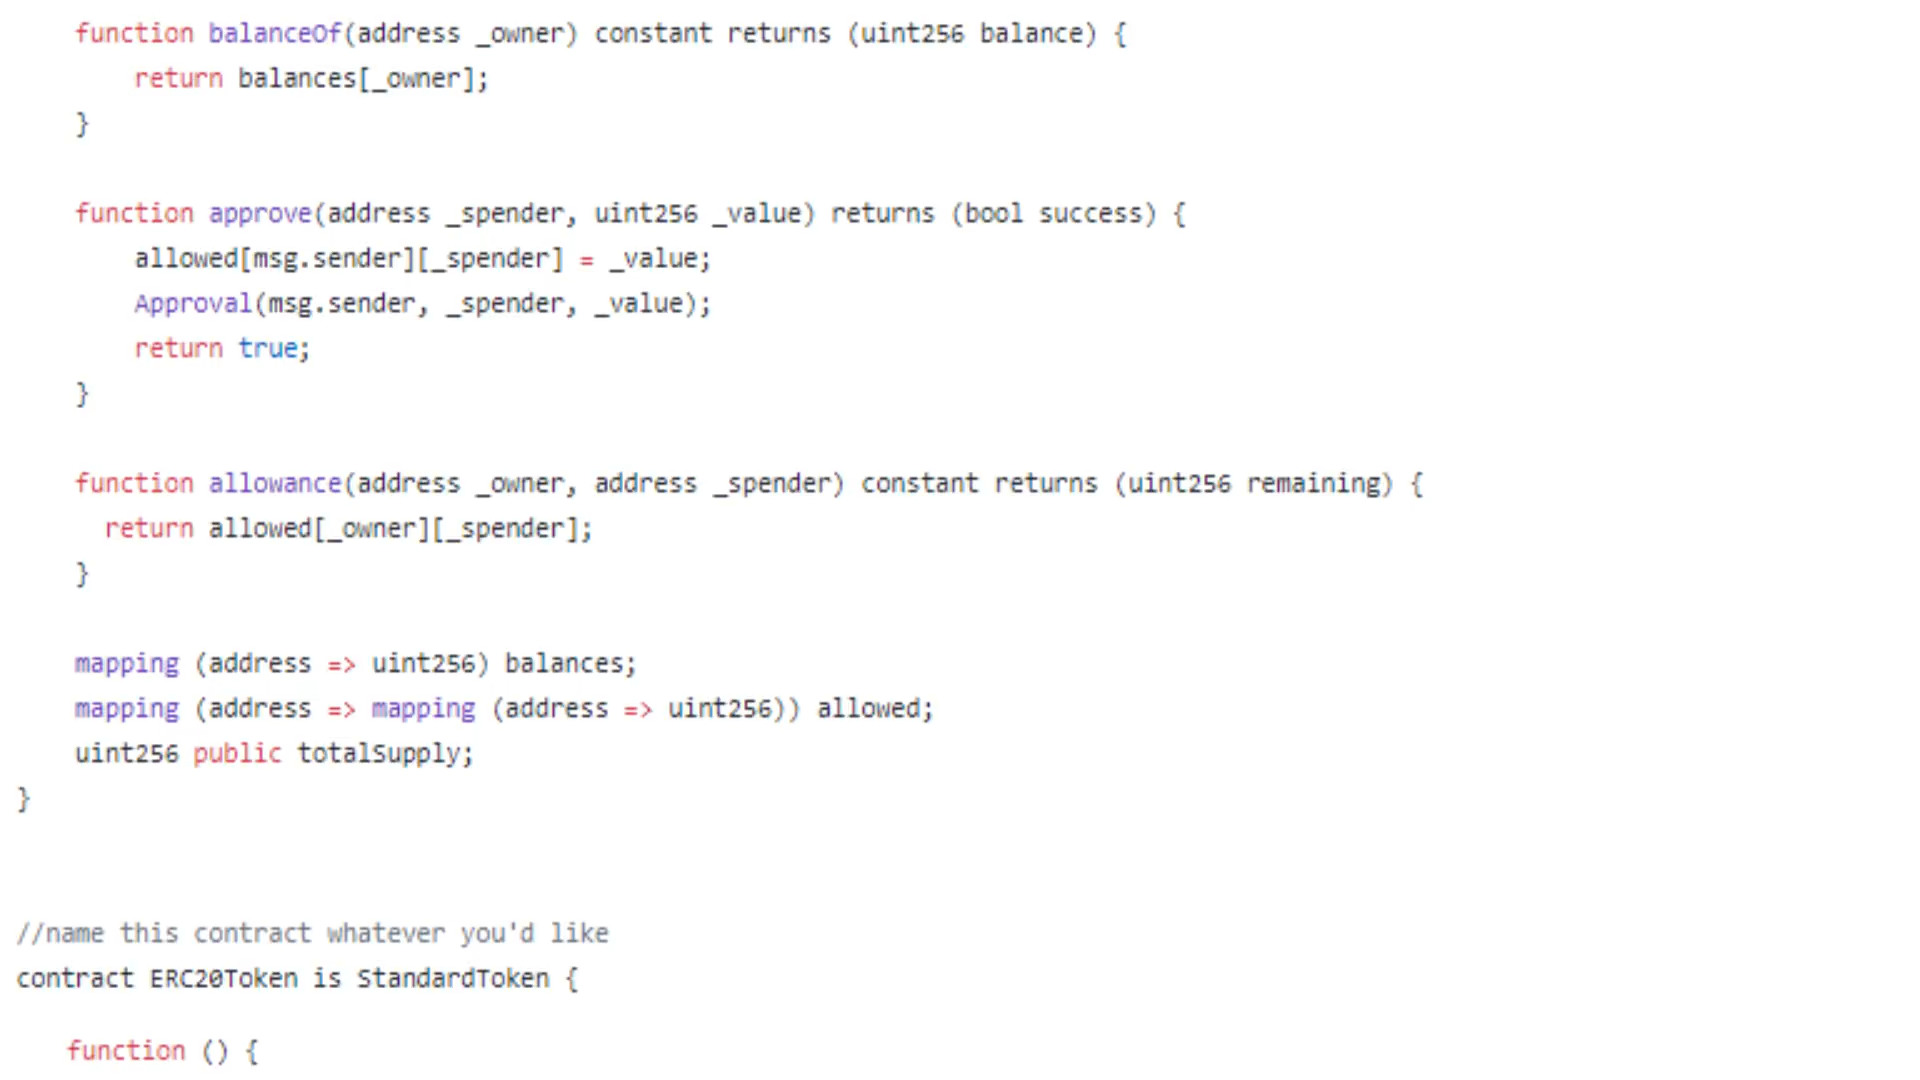 function balanceOf(address _owner) constant returns (uint256 balance) {
return balances[_owner];
}
function approve(address _spender, uint256 _value) returns (bool success) {
allowed[msg.sender][_spender] = _value;
Approval(msg.sender, _spender, _value);
return true;
}
function allowance(address _owner, address _spender) constant returns (uint256 remaining) {
return allowed[_owner][_spender];
}
mapping (address => uint256) balances;
mapping (address => mapping (address => uint256)) allowed;
uint256 public totalSupply;
}
//name this contract whatever you'd like
contract ERC20Token is StandardToken {
function () {